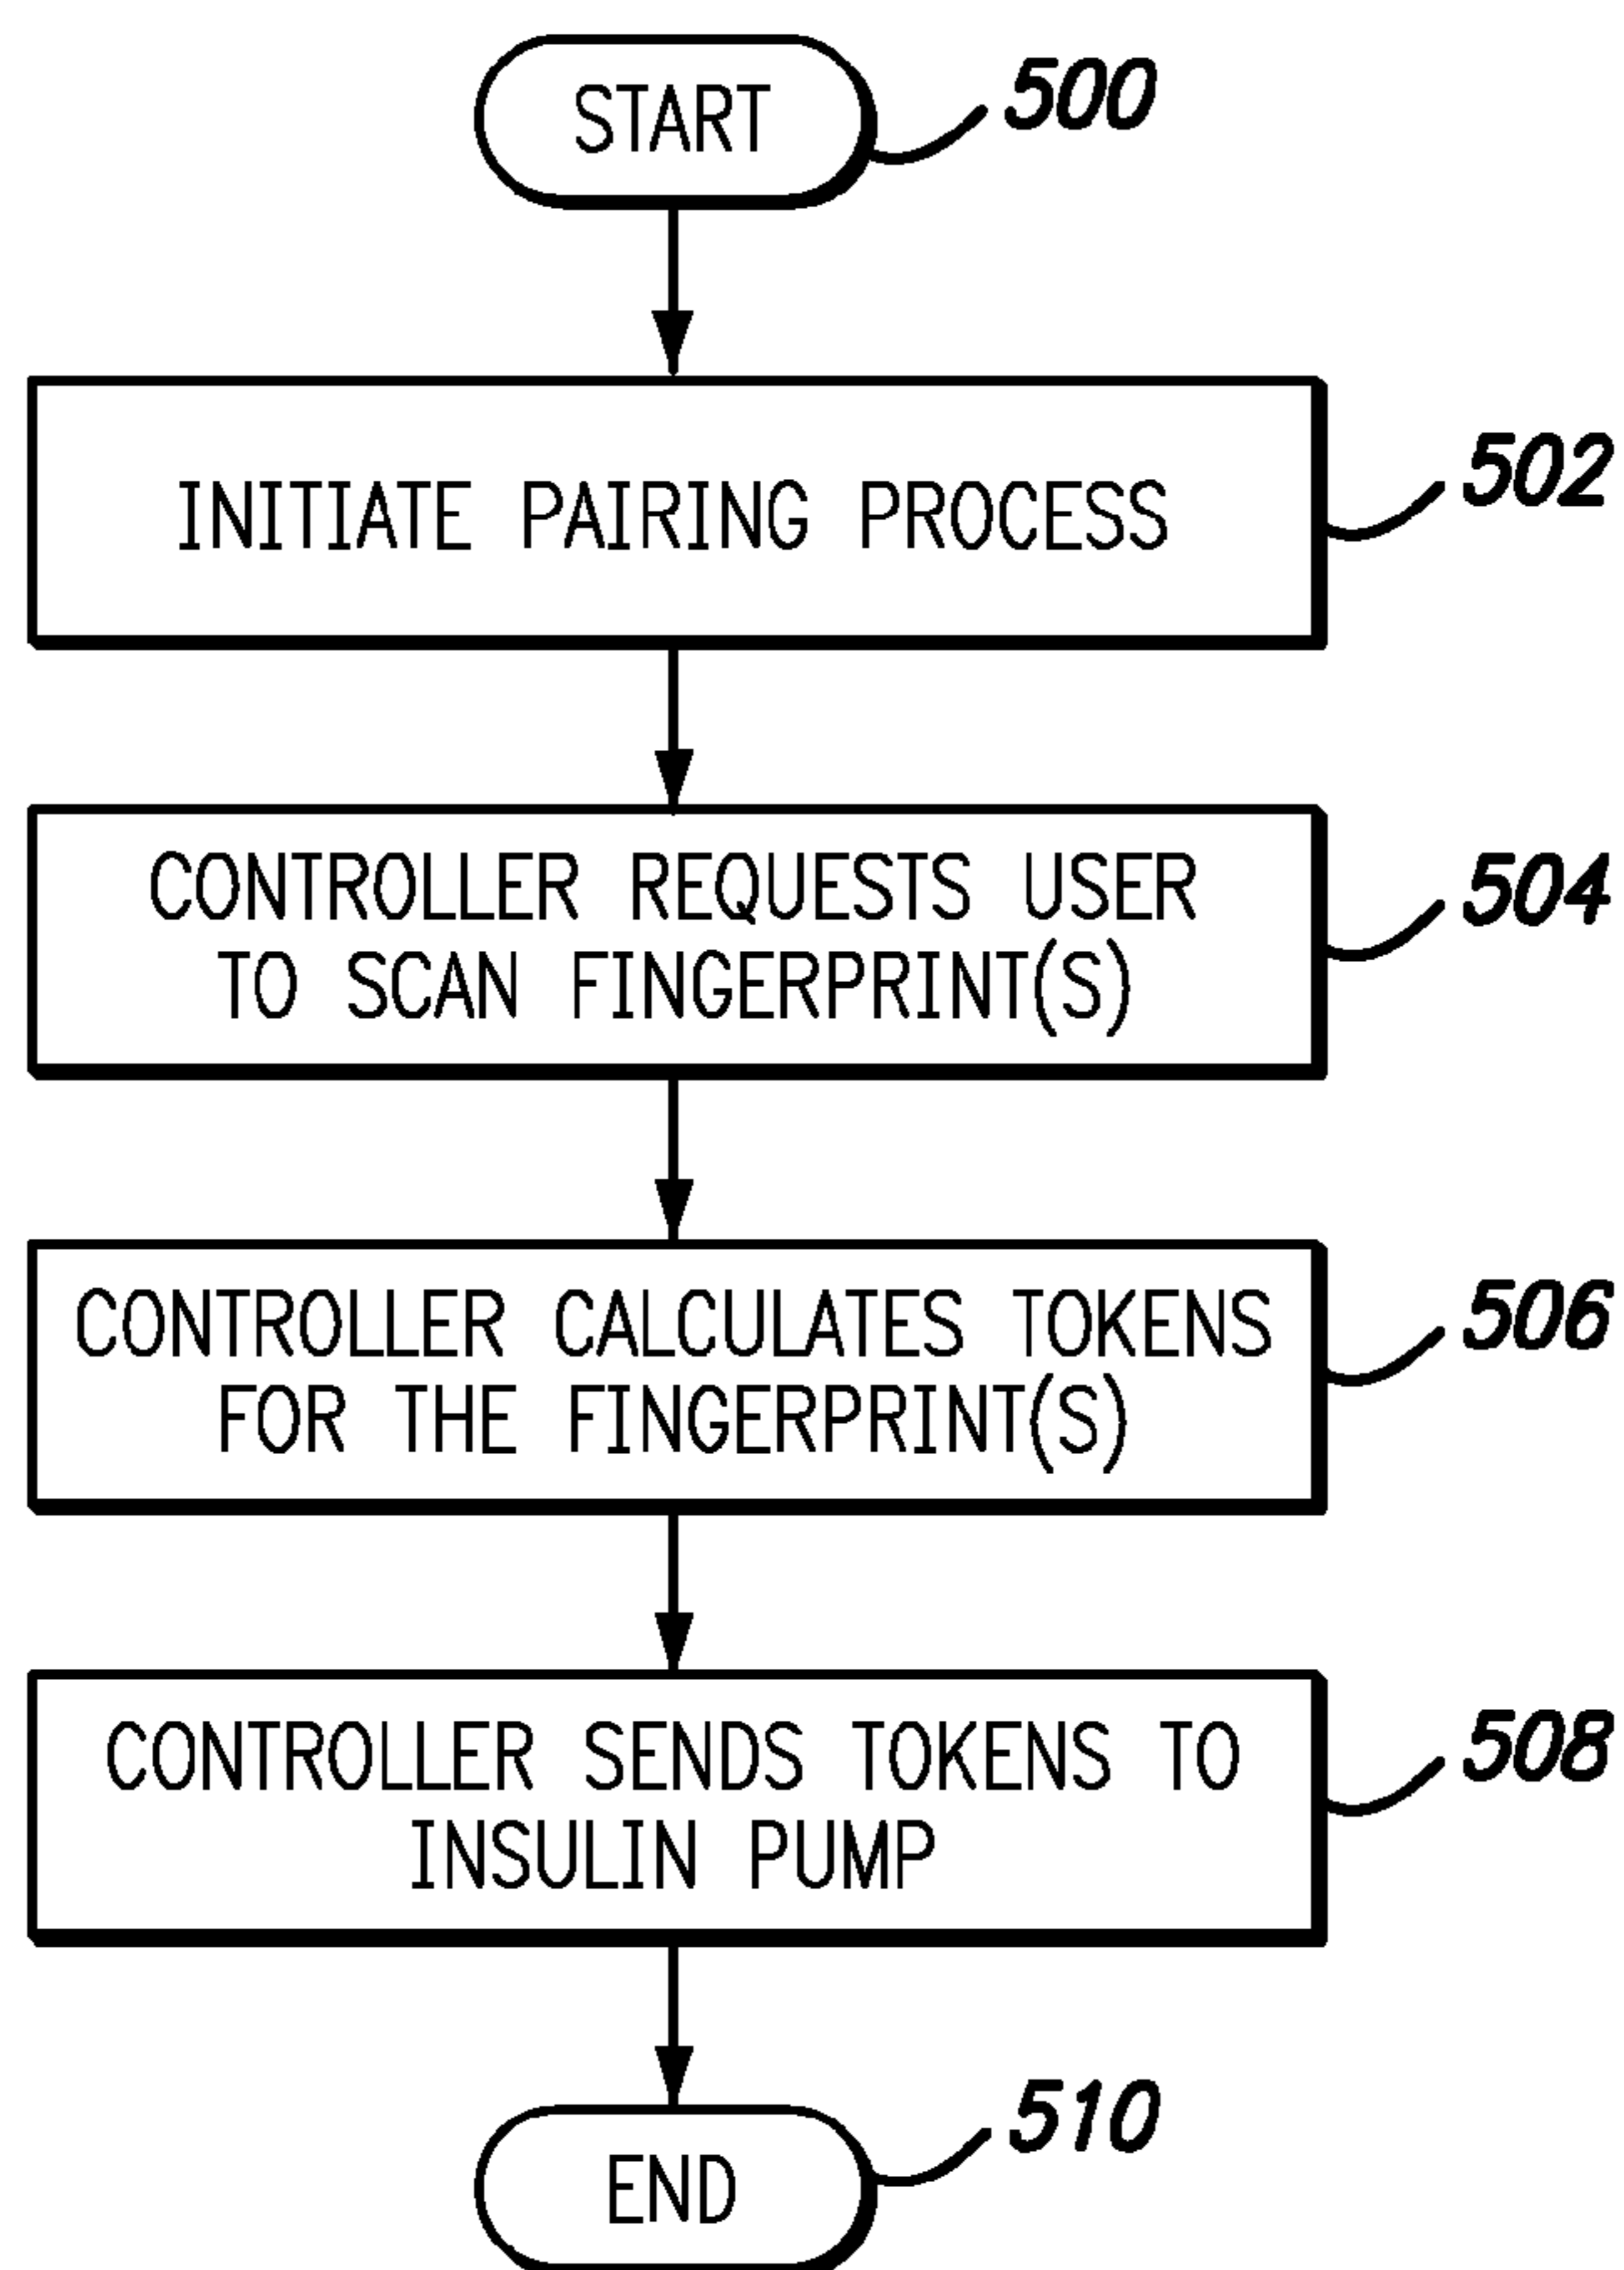 START
500
INITIATE PAIRING PROCESS
502
CONTROLLER REQUESTS USER
TO SCAN FINGERPRINT(S)
504
CONTROLLER CALCULATES TOKENS
FOR THE FINGERPRINT(S)
506
CONTROLLER SENDS TOKENS TO
INSULIN PUMP
508
END
510